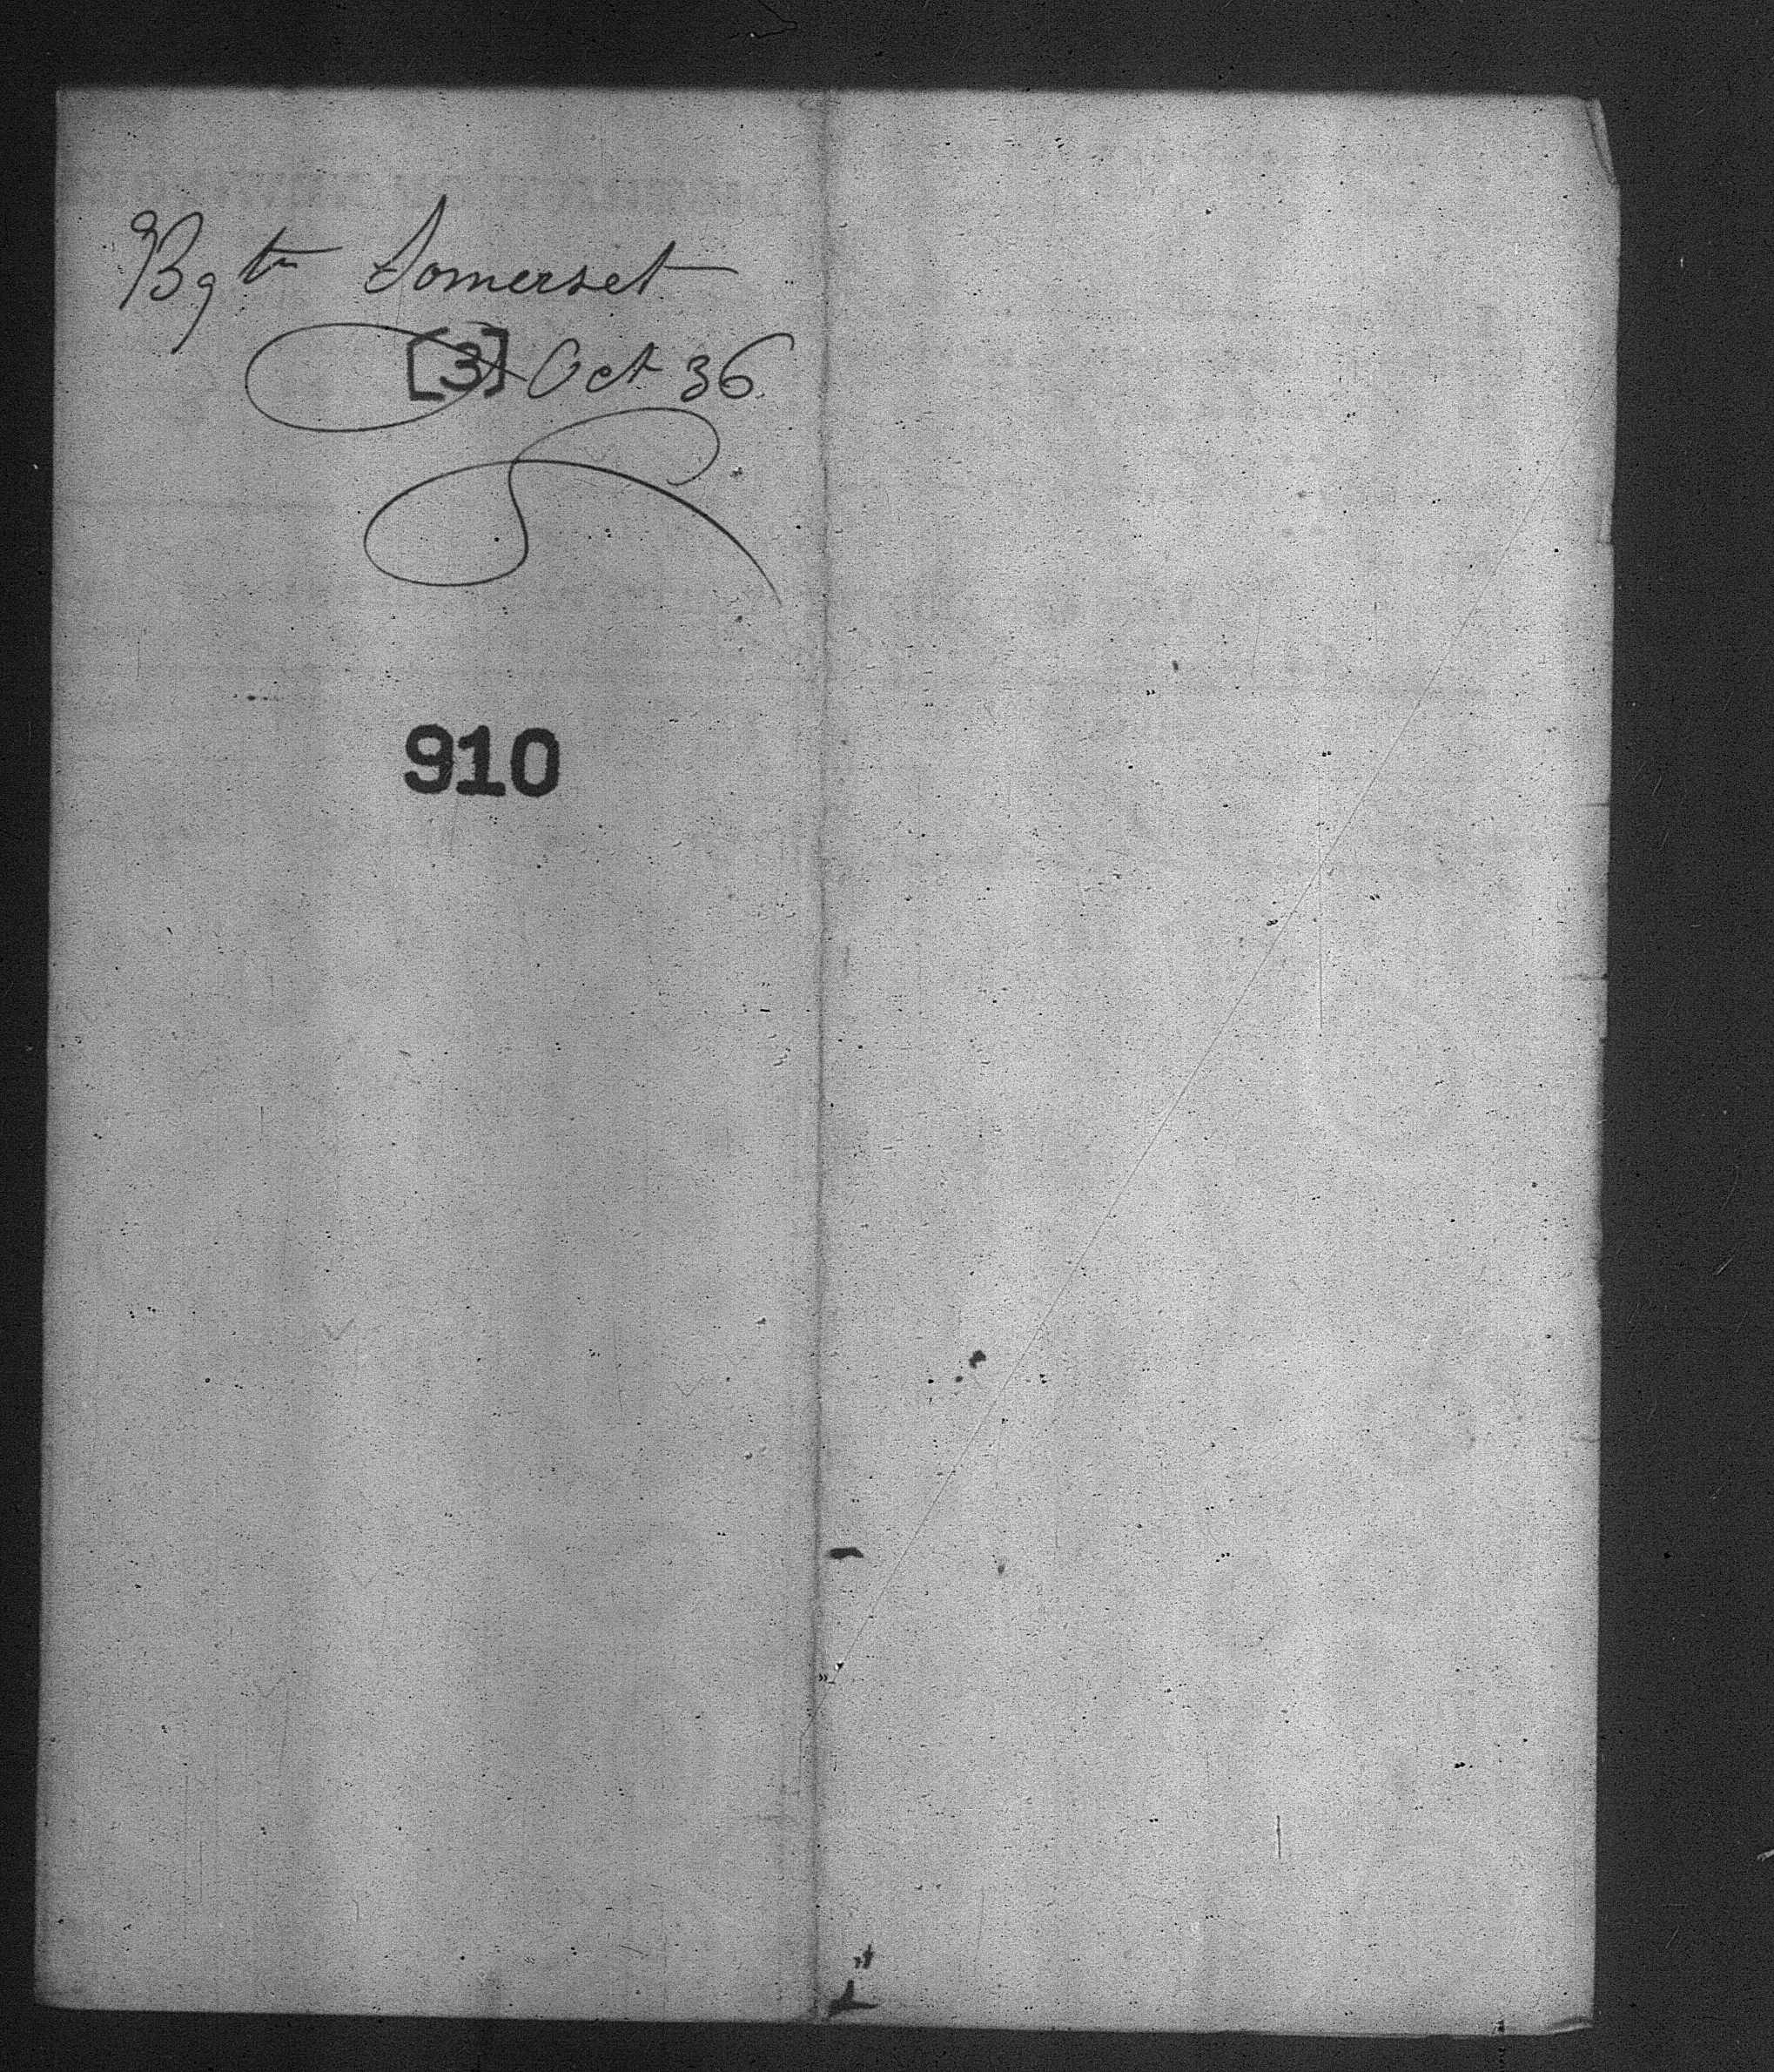 Bgtn Somerset
[3] Oct 36
910